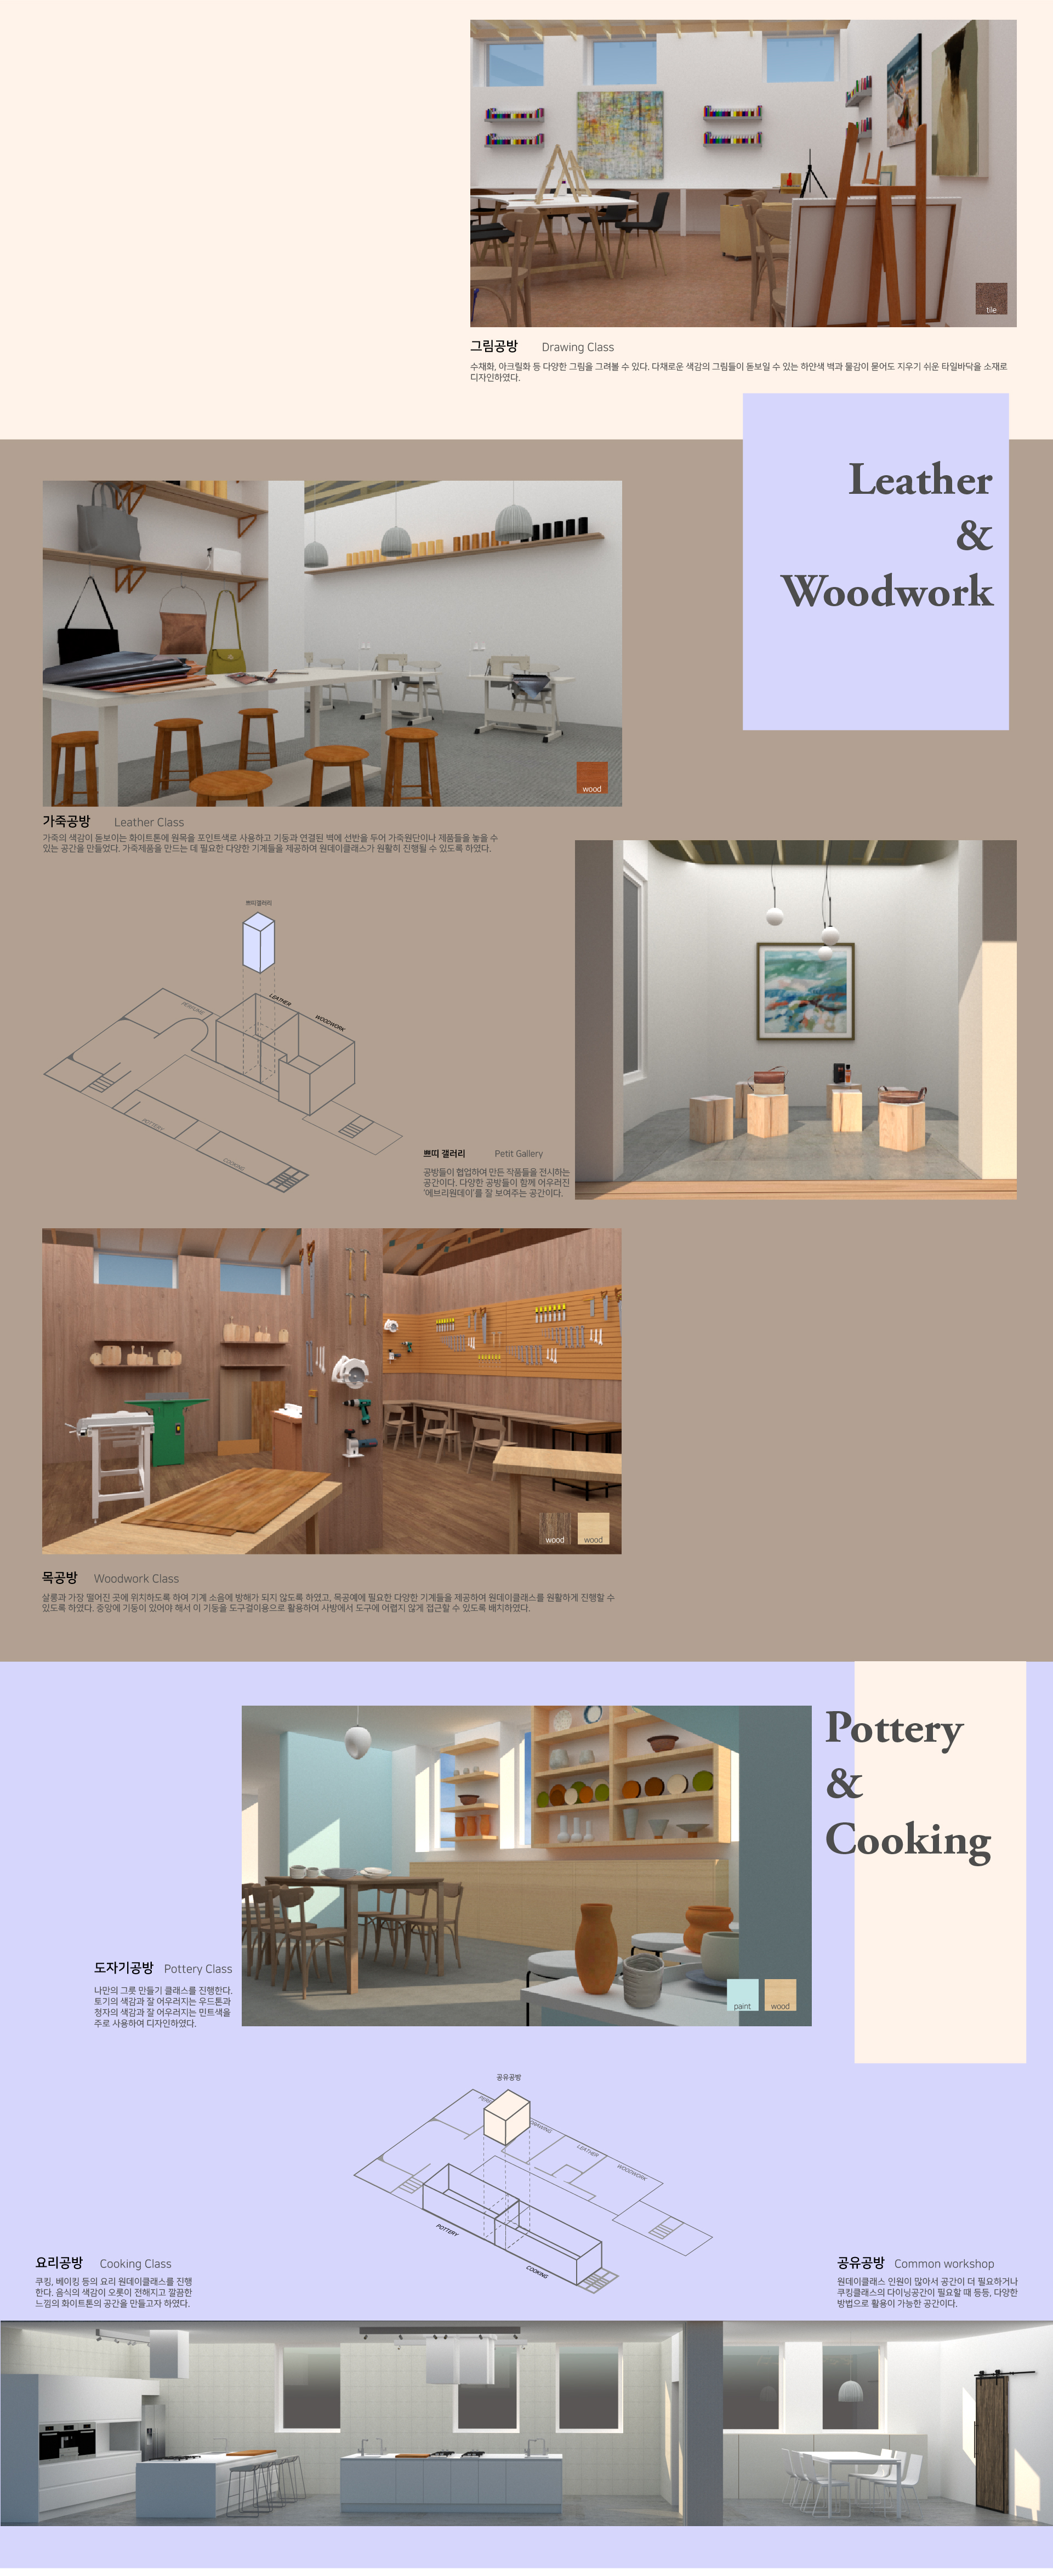 tile
그림공방 Drawing Class
수채화, 아크릴화 등 다양한 그림을 그려볼 수 있다. 다채로운 색감의 그림들이 돋보일 수 있는 하얀색 벽과 물감이 묻어도 지우기 쉬운 타일바닥을 소재로
디자인하였다.
Leather
&
Woodwork
wood
가죽공방 Leather Class
가죽의 색감이 돋보이는 화이트톤에 원목을 포인트색로 사용하고 기둥과 연결된 벽에 선반을 두어 가죽원단이나 제품들을 놓을 수
있는 공간을 만들었다. 가죽제품을 만드는 데 필요한 다양한 기계들을 제공하여 원데이클래스가 원활히 진행될 수 있도록 하였다.
쁘띠갤러리
PERFUME
LEATHER
WOODWORK
POTTERY
COOKING
쁘띠 갤러리 Petit Gallery
공방들이 협업하여 만든 작품들을 전시하는
공간이다. 다양한 공방들이 함께 어우러진
'에브리원데이'를 잘 보여주는 공간이다.
wood wood
목공방 Woodwork Class
살롱과 가장 떨어진 곳에 위치하도록 하여 기계 소음에 방해가 되지 않도록 하였고, 목공예에 필요한 다양한 기계들을 제공하여 원데이클래스를 원활하게 진행할 수
있도록 하였다. 중앙에 기둥이 있어야 해서 이 기둥을 도구걸이용으로 활용하여 사방에서 도구에 어렵지 않게 접근할 수 있도록 배치하였다.
Pottery
&
Cooking
paint wood
도자기공방 Pottery Class
나만의 그릇 만들기 클래스를 진행한다.
토기의 색감과 잘 어우러지는 우드톤과
청자의 색감과 잘 어우러지는 민트색을
주로 사용하여 디자인하였다.
공유공방
DRAWING
LEATHER
WOODWORK
POTTERY
COOKING
요리공방 Cooking Class
쿠킹, 베이킹 등의 요리 원데이클래스를 진행
한다. 음식의 색감이 오롯이 전해지고 깔끔한
느낌의 화이트톤의 공간을 만들고자 하였다.
공유공방 Common workshop
원데이클래스 인원이 많아서 공간이 더 필요하거나
쿠킹클래스의 다이닝공간이 필요할 때 등등, 다양한
방법으로 활용이 가능한 공간이다.